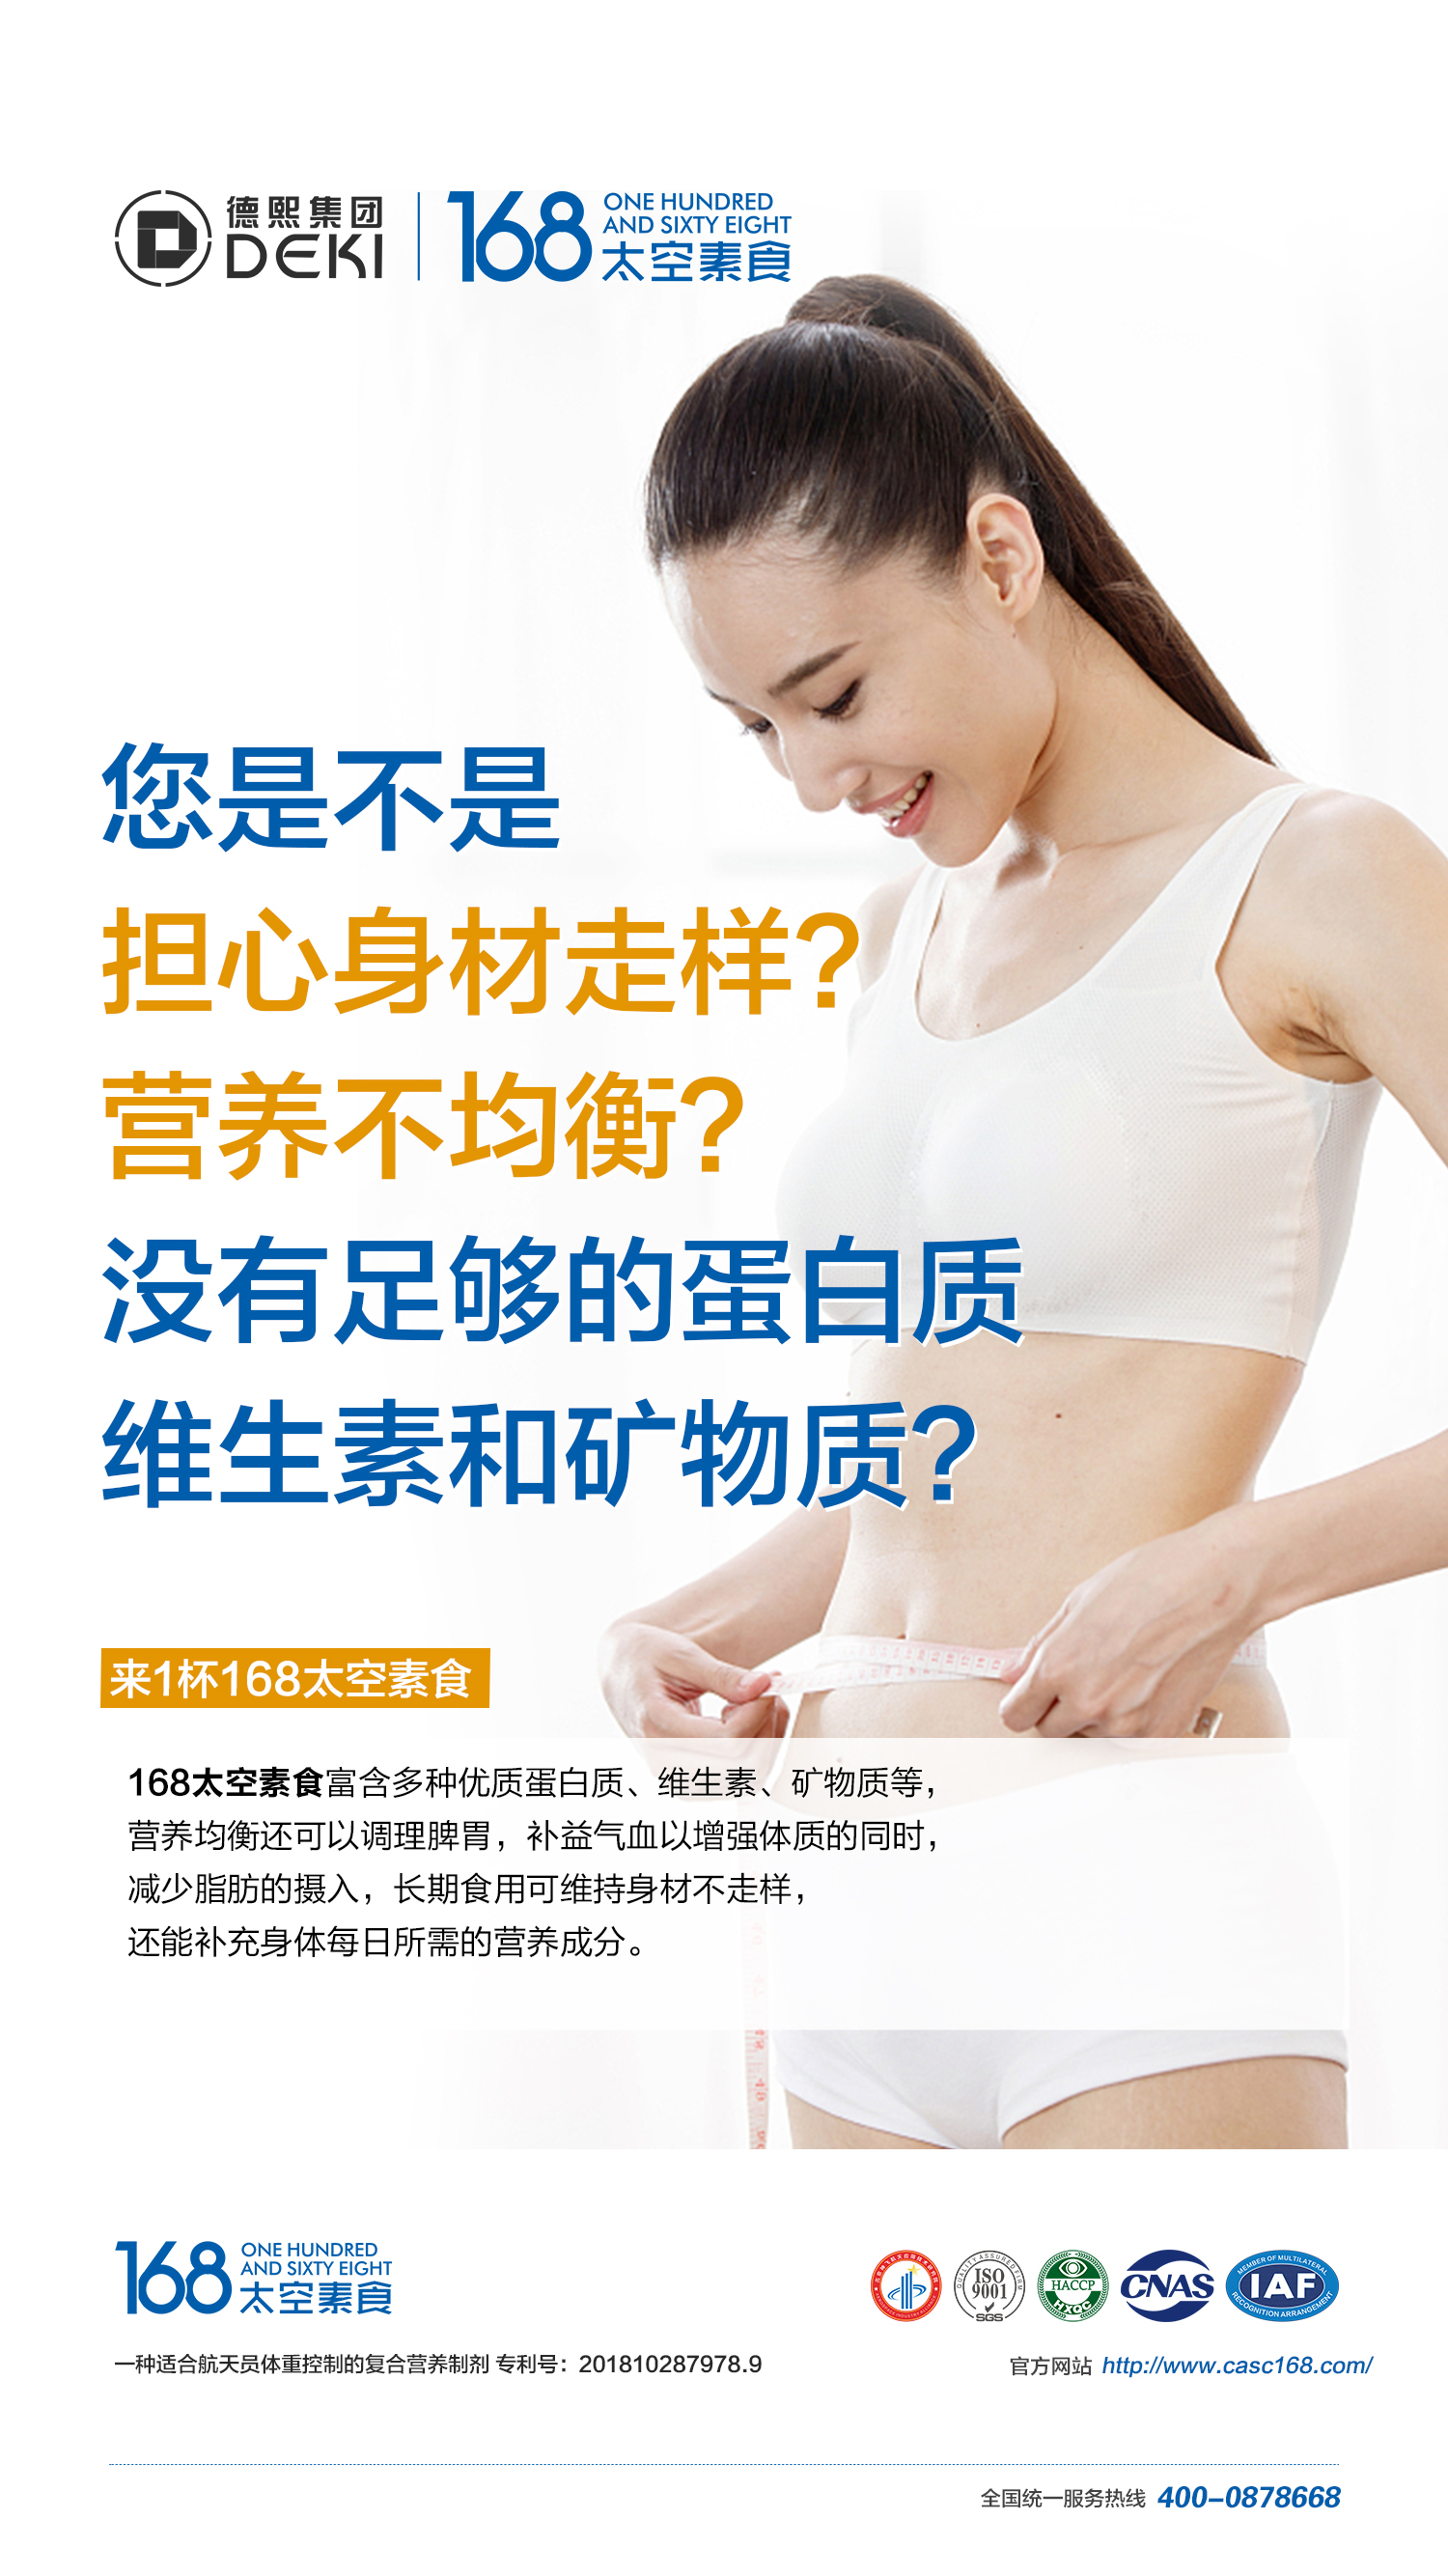 德熙集团
DEKI
168
ONE HUNDRED
AND SIXTY EIGHT
太空素食
您是不是
担心身材走样?
营养不均衡?
没有足够的蛋白质
维生素和矿物质?
来1杯168太空素食
168太空素食富含多种优质蛋白质、维生素、矿物质等，
营养均衡还可以调理脾胃，补益气血以增强体质的同时，
减少脂肪的摄入，长期食用可维持身材不走样，
还能补充身体每日所需的营养成分。
168
ONE HUNDRED
AND SIXTY EIGHT
太空素食
QUALITY ASSURED FIRM
ISO
9001
SGS
HACCP
HXQC
CNAS
MEMBER OF MULTILATERAL
IAF
RECOGNITION ARRANGEMENT
一种适合航天员体重控制的复合营养制剂 专利号：201810287978.9
官方网站 http://www.casc168.com/
全国统一服务热线 400-0878668